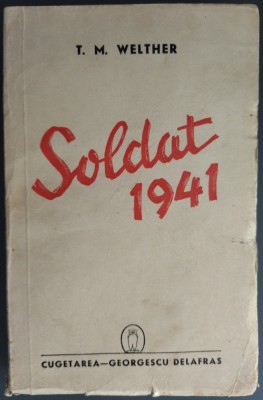 T. M. WELTHER
Soldat
1941
CUGETAREA—GEORGESCU DELAFRAS